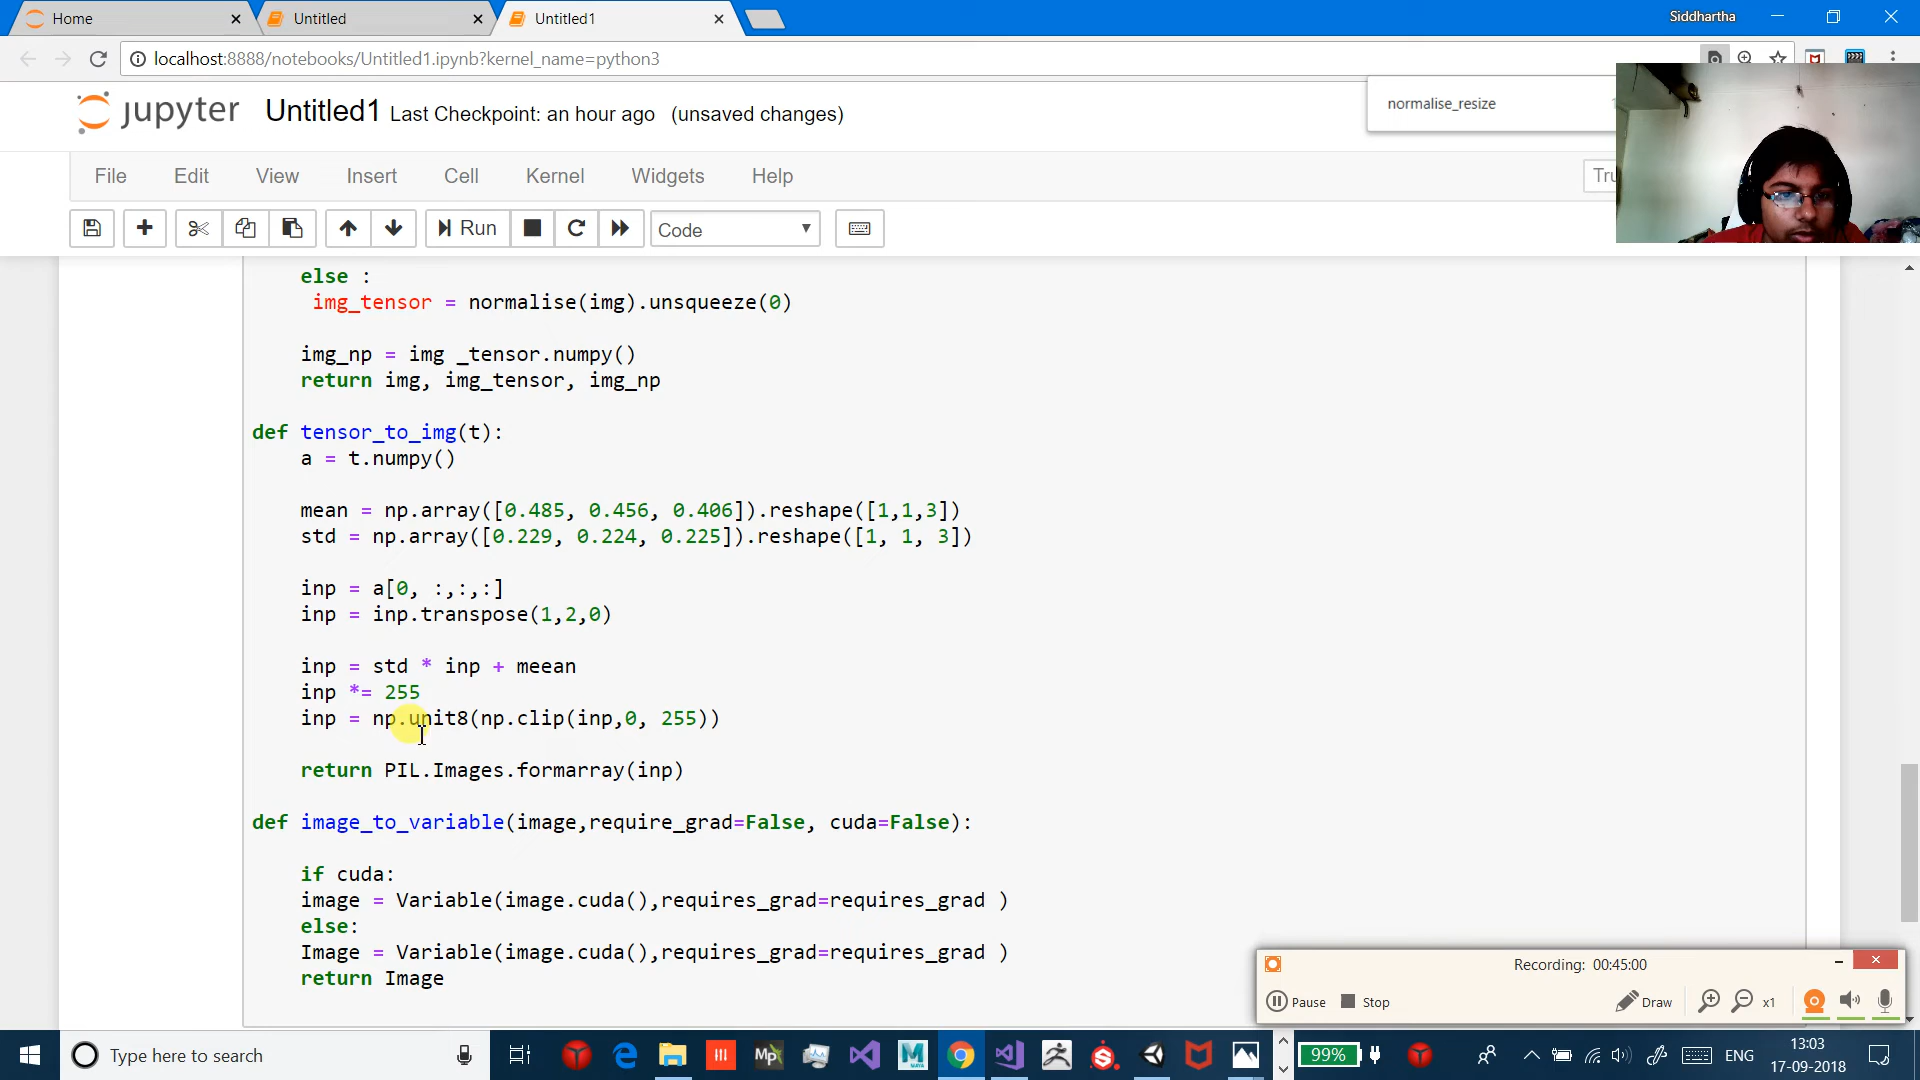 Home
Untitled
Untitled1
Siddhartha
localhost:8888/notebooks/Untitled1.ipynb?kernel_name=python3
normalise_resize
jupyter Untitled1 Last Checkpoint: an hour ago (unsaved changes)
File Edit View Insert Cell Kernel Widgets Help
Run Code
else :
img_tensor = normalise(img).unsqueeze(0)
img_np = img _tensor.numpy()
return img, img_tensor, img_np
def tensor_to_img(t):
a = t.numpy()
mean = np.array([0.485, 0.456, 0.406]).reshape([1,1,3])
std = np.array([0.229, 0.224, 0.225]).reshape([1, 1, 3])
inp = a[0, :,:,:]
inp = inp.transpose(1,2,0)
inp = std * inp + meean
inp *= 255
inp = np.unit8(np.clip(inp,0, 255))
return PIL.Images.formarray(inp)
def image_to_variable(image,require_grad=False, cuda=False):
if cuda:
image = Variable(image.cuda(),requires_grad=requires_grad )
else:
Image = Variable(image.cuda(),requires_grad=requires_grad )
return Image
Recording: 00:45:00
Pause Stop Draw x1
Type here to search
99%
ENG
13:03
17-09-2018